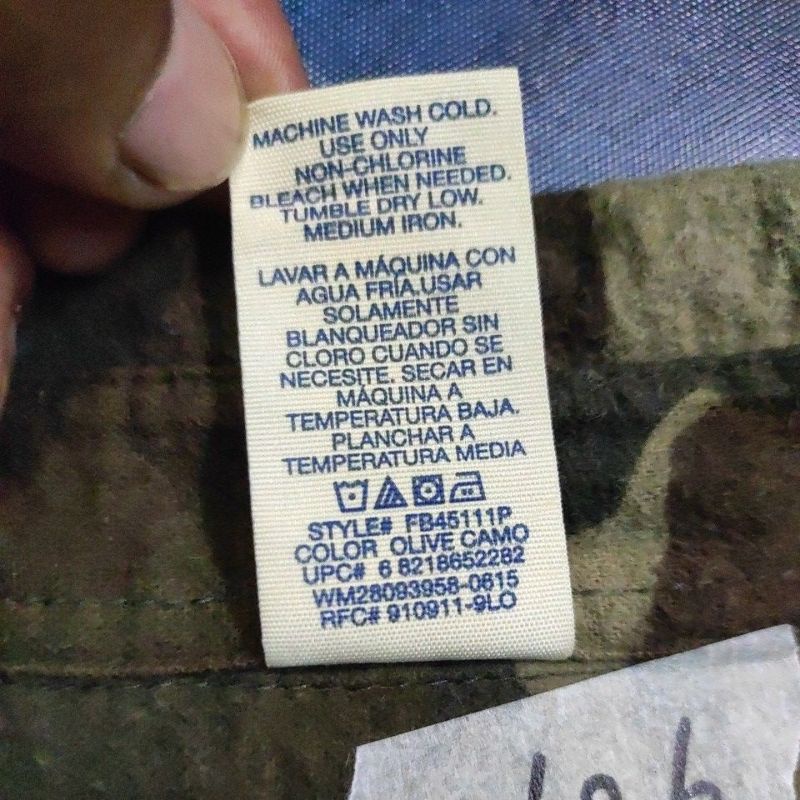 MACHINE WASH COLD.
USE ONLY
NON-CHLORINE
BLEACH WHEN NEEDED.
TUMBLE DRY LOW.
MEDIUM IRON.
LAVAR A MÁQUINA CON
AGUA FRÍA.USAR
SOLAMENTE
BLANQUEADOR SIN
CLORO CUANDO SE
NECESITE. SECAR EN
MÁQUINA A
TEMPERATURA BAJA.
PLANCHAR A
TEMPERATURA MEDIA
STYLE# FB45111P
COLOR OLIVE CAMO
UPC# 6 8218652282
WM28093958-0615
RFC# 910911-9LO